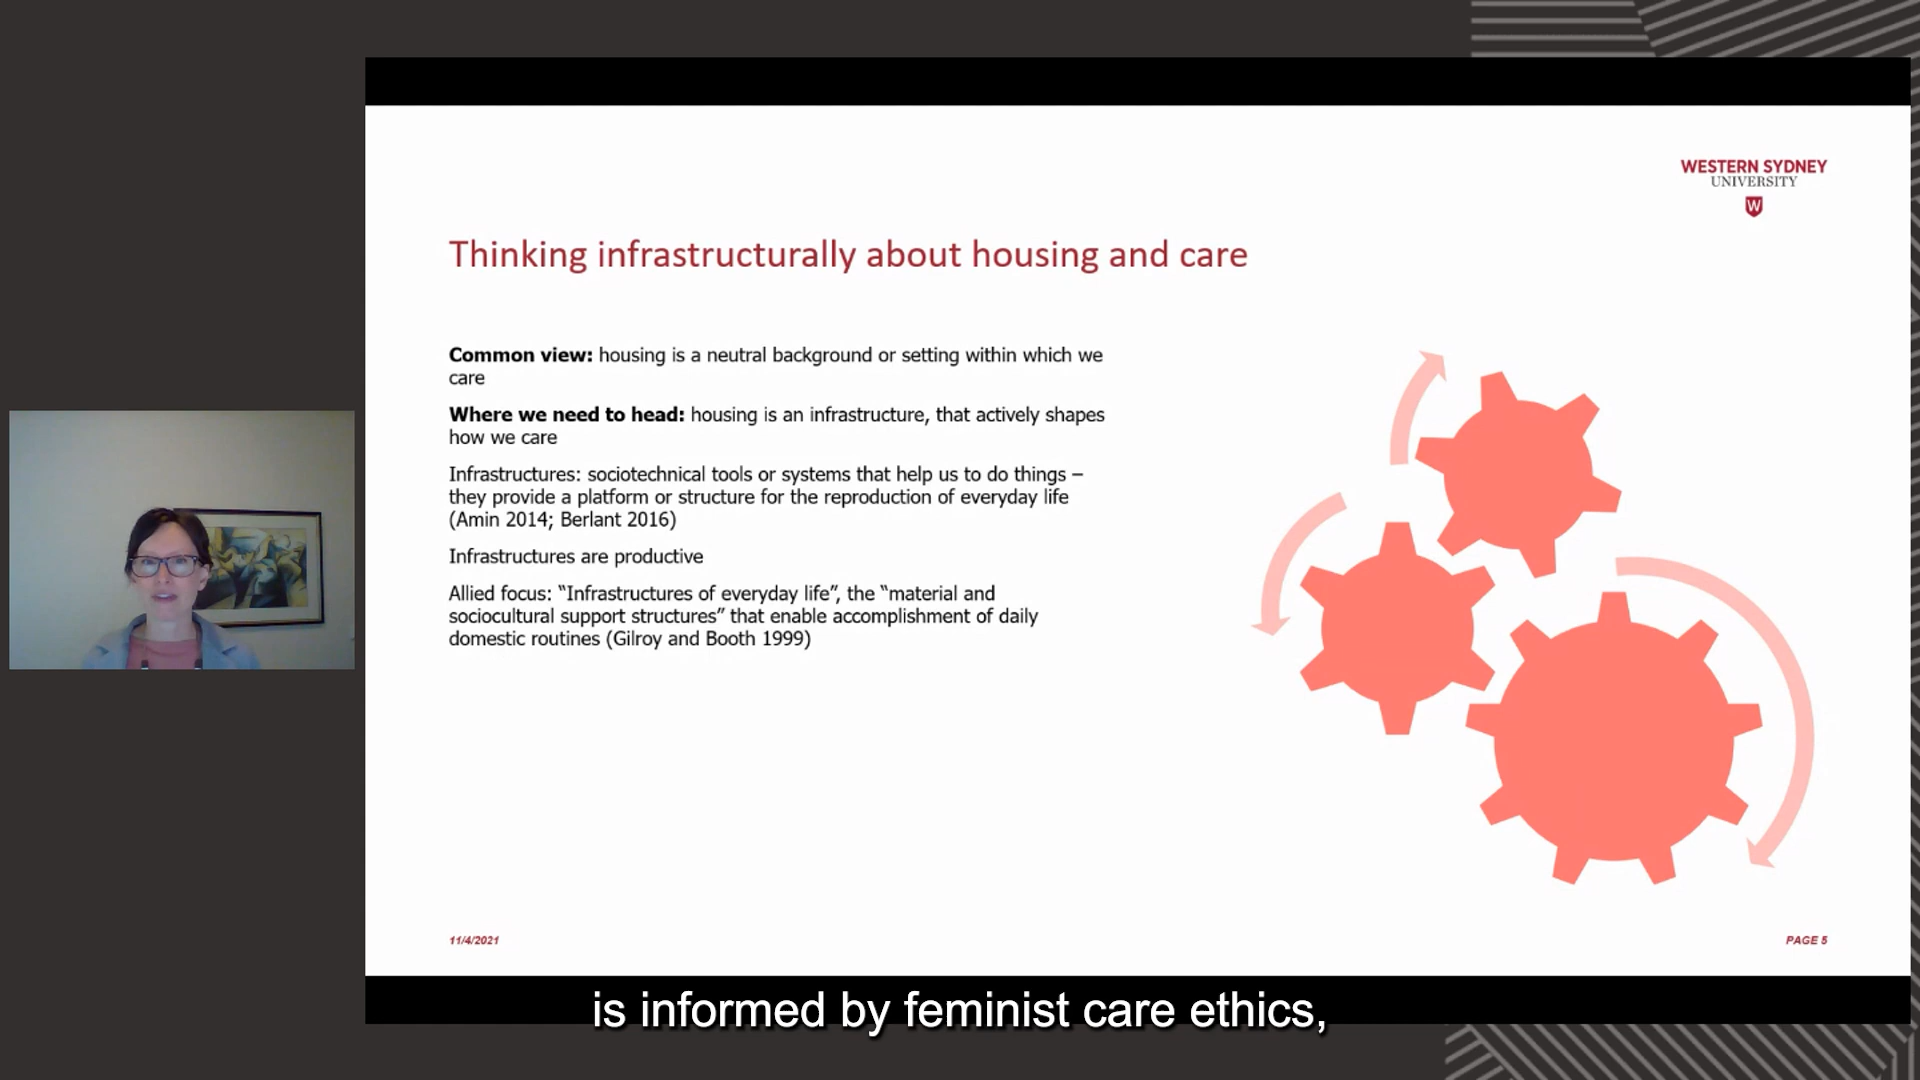 WESTERN SYDNEY
UNIVERSITY
W
Thinking infrastructurally about housing and care
Common view: housing is a neutral background or setting within which we
care
Where we need to head: housing is an infrastructure, that actively shapes
how we care
Infrastructures: sociotechnical tools or systems that help us to do things –
they provide a platform or structure for the reproduction of everyday life
(Amin 2014; Berlant 2016)
Infrastructures are productive
Allied focus: “Infrastructures of everyday life”, the “material and
sociocultural support structures” that enable accomplishment of daily
domestic routines (Gilroy and Booth 1999)
11/4/2021
PAGE 5
is informed by feminist care ethics,